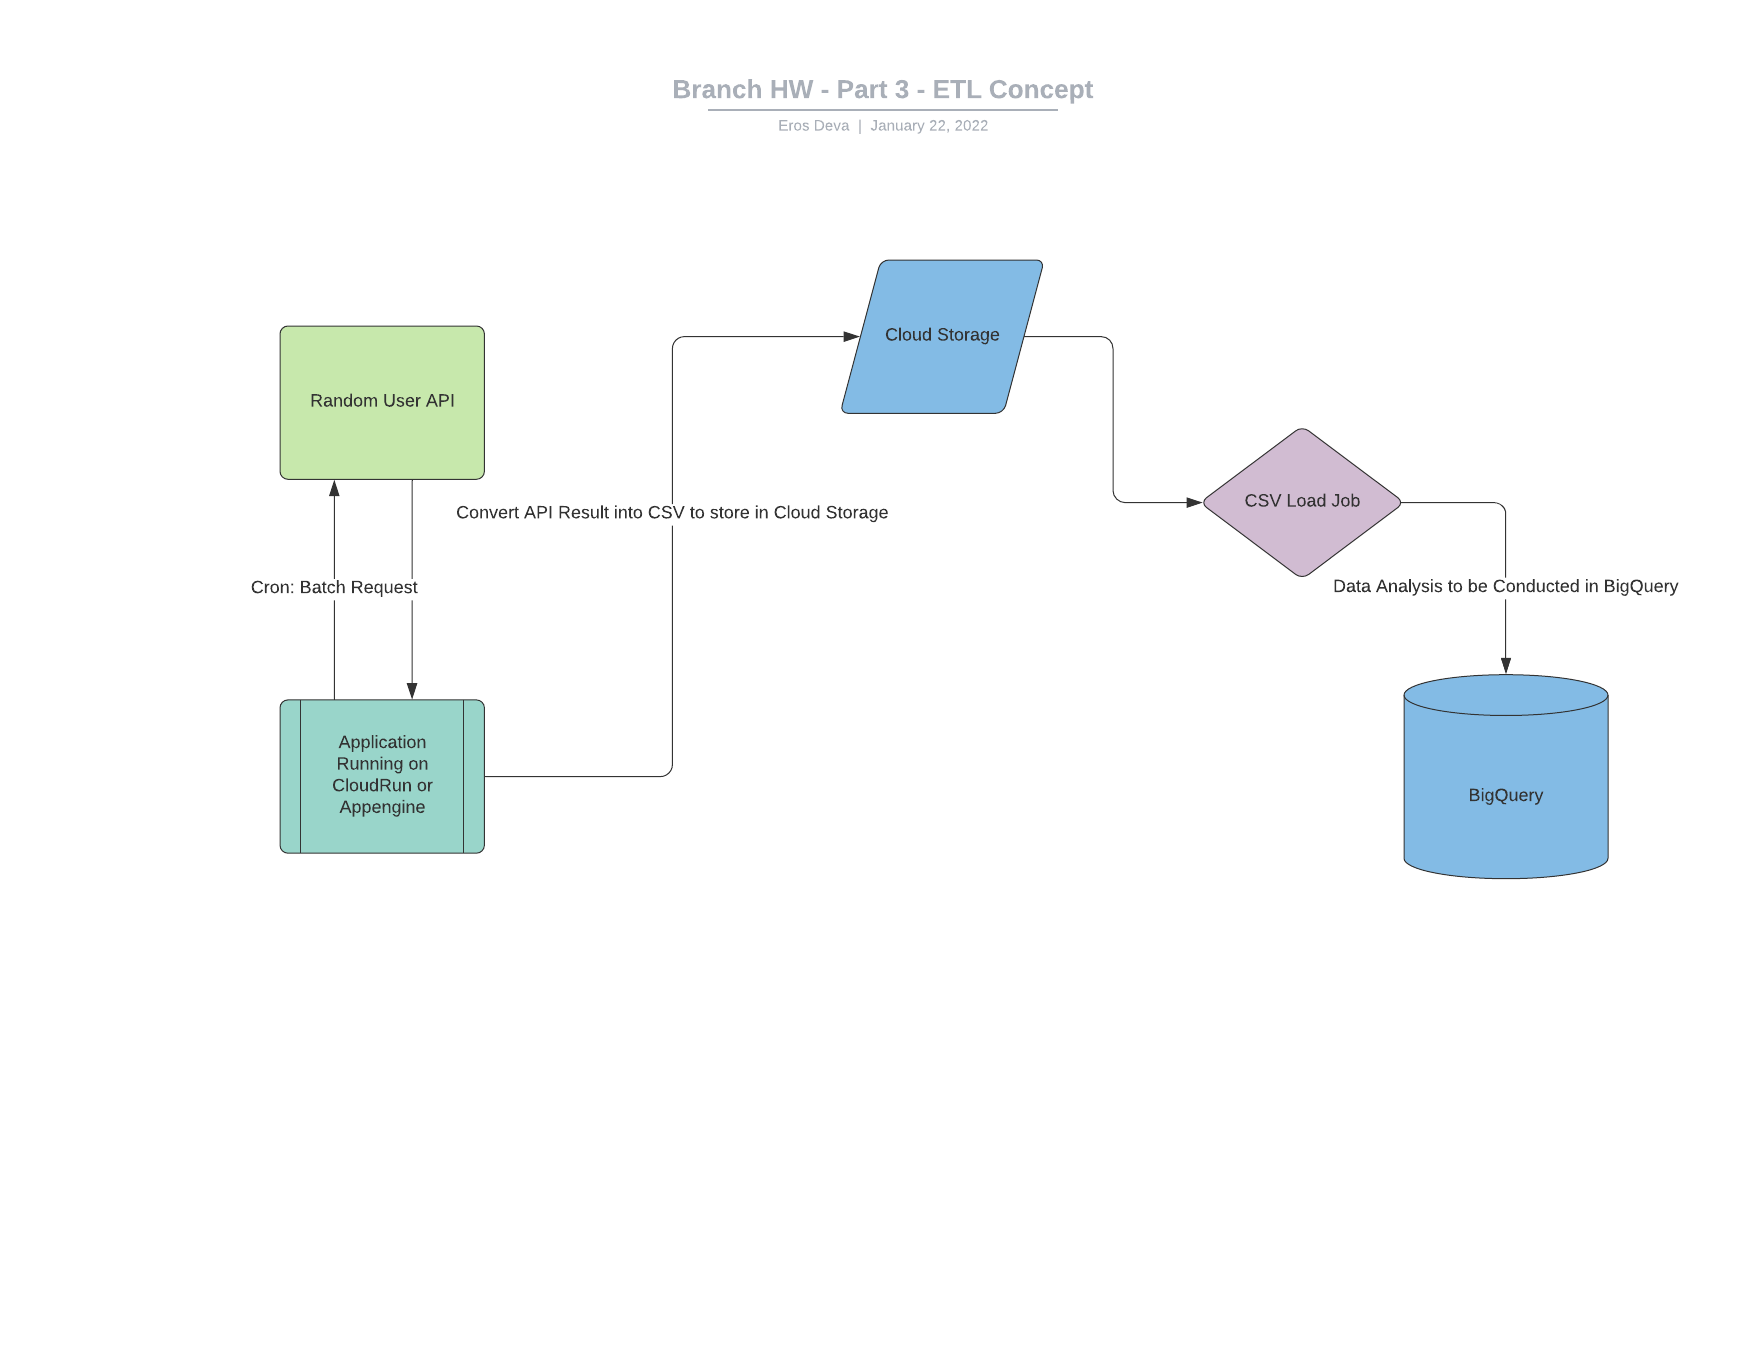 Branch HW - Part 3 - ETL Concept
Eros Deva | January 22, 2022
Cloud Storage
Random User API
CSV Load Job
Convert API Result into CSV to store in Cloud Storage
Cron: Batch Request
Data Analysis to be Conducted in BigQuery
Application
Running on
CloudRun or
Appengine
BigQuery